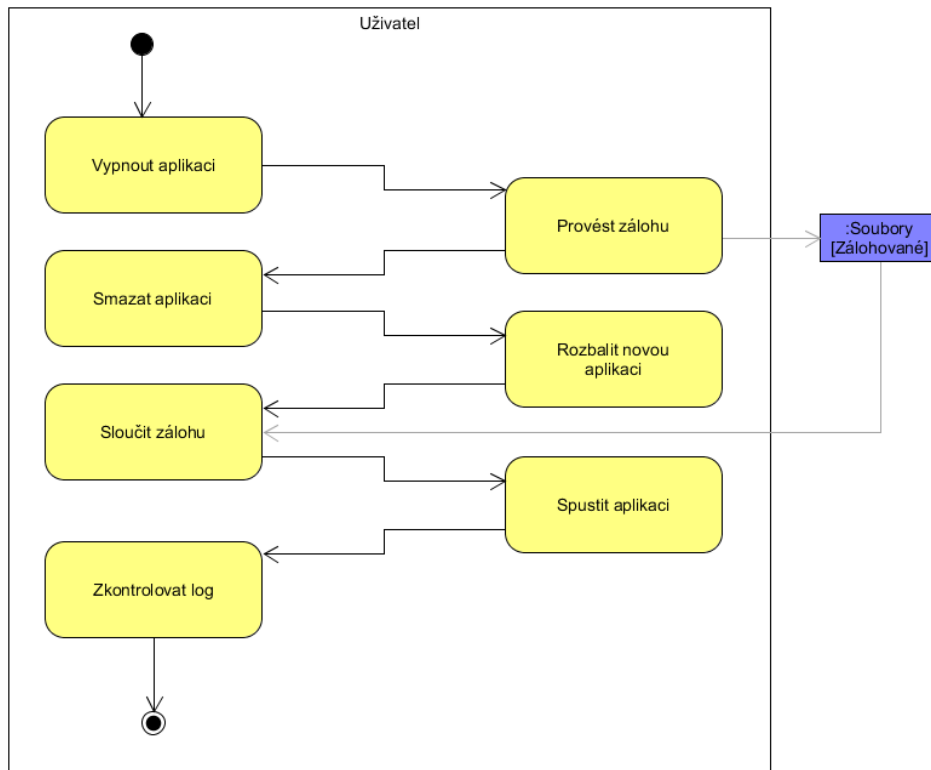 Uživatel
Vypnout aplikaci
Provést zálohu
:Soubory
[Zálohované]
Smazat aplikaci
Rozbalit novou
aplikaci
Sloučit zálohu
Spustit aplikaci
Zkontrolovat log